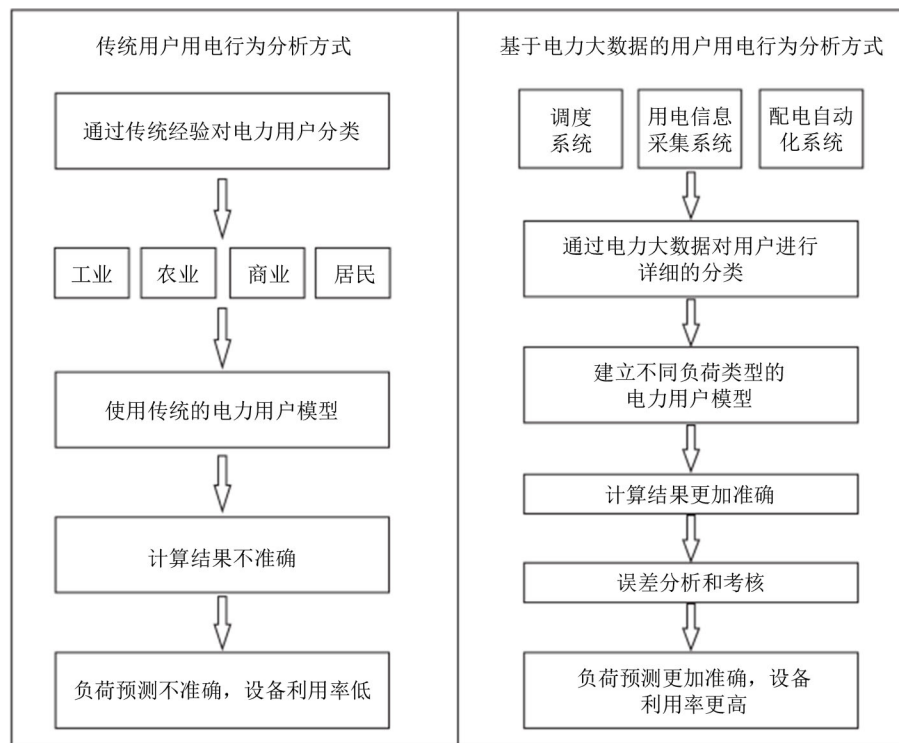 传统用户用电行为分析方式
通过传统经验对电力用户分类
工业
农业
商业
居民
使用传统的电力用户模型
计算结果不准确
负荷预测不准确，设备利用率低
基于电力大数据的用户用电行为分析方式
调度
系统
用电信息
采集系统
配电自动
化系统
通过电力大数据对用户进行
详细的分类
建立不同负荷类型的
电力用户模型
计算结果更加准确
误差分析和考核
负荷预测更加准确，设备
利用率更高